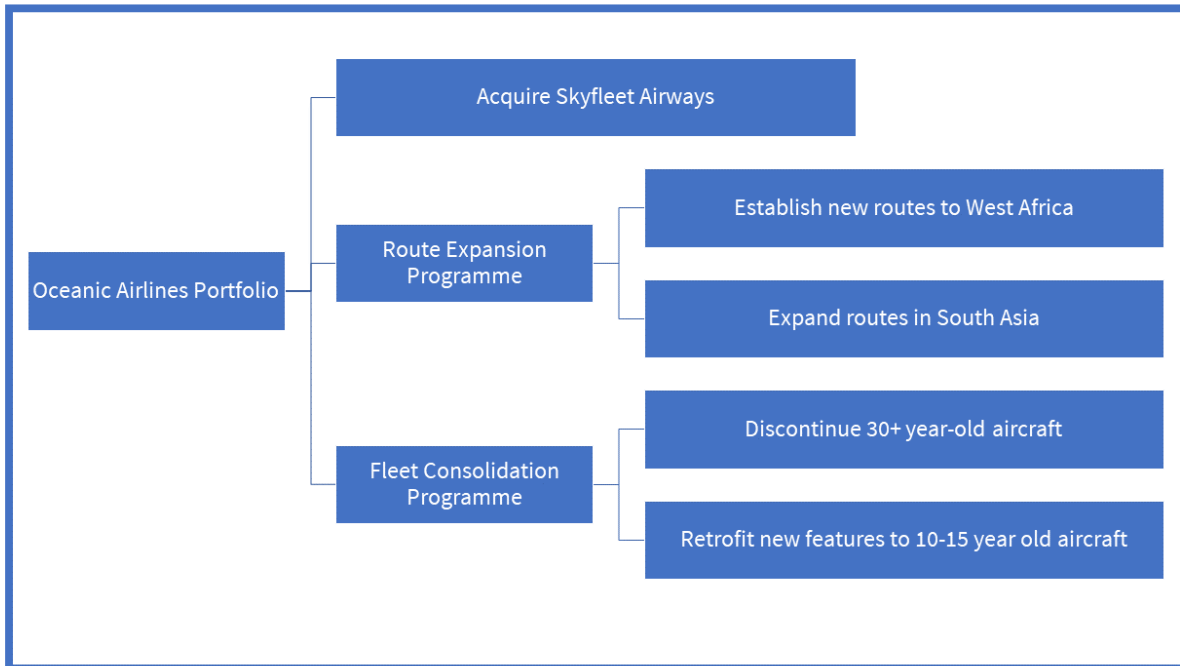 Acquire Skyfleet Airways
Establish new routes to West Africa
Route Expansion
Programme
Oceanic Airlines Portfolio
Expand routes in South Asia
Discontinue 30+ year-old aircraft
Fleet Consolidation
Programme
Retrofit new features to 10-15 year old aircraft